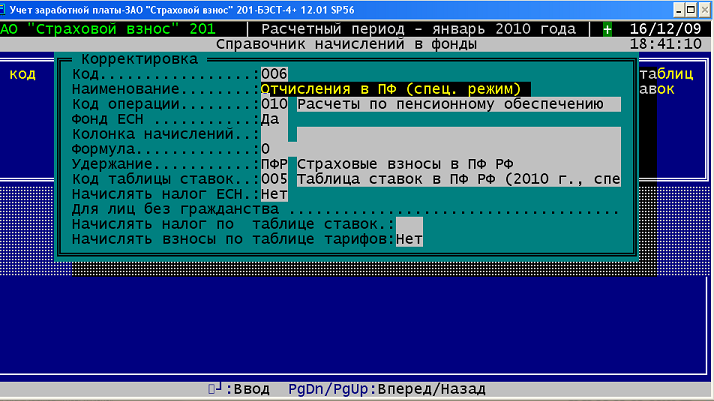 Учет заработной платы-ЗАО "Страховой взнос" 201-БЭСТ-4+ 12.01 SP56
АО "Страховой взнос" 201 | Расчетный период - январь 2010 года | + 16/12/09
Справочник начислений в фонды 18:41:10
Корректировка
Код.................:006
код таблиц
Наименование........:Отчисления в ПФ (спец. режим)
авок
Код операции........:010 Расчеты по пенсионному обеспечению
Фонд ЕСН ...........:Да
Колонка начислений..:
Формула.............:0
Удержание...........:ПФР Страховые взносы в ПФ РФ
Код таблицы ставок..:005 Таблица ставок в ПФ РФ (2010 г., спе
Начислять налог ЕСН.:Нет
Для лиц без гражданства .....................................
Начислять налог по таблице ставок.:
Начислять взносы по таблице тарифов:Нет
┘:Ввод PgDn/PgUp:Вперед/Назад